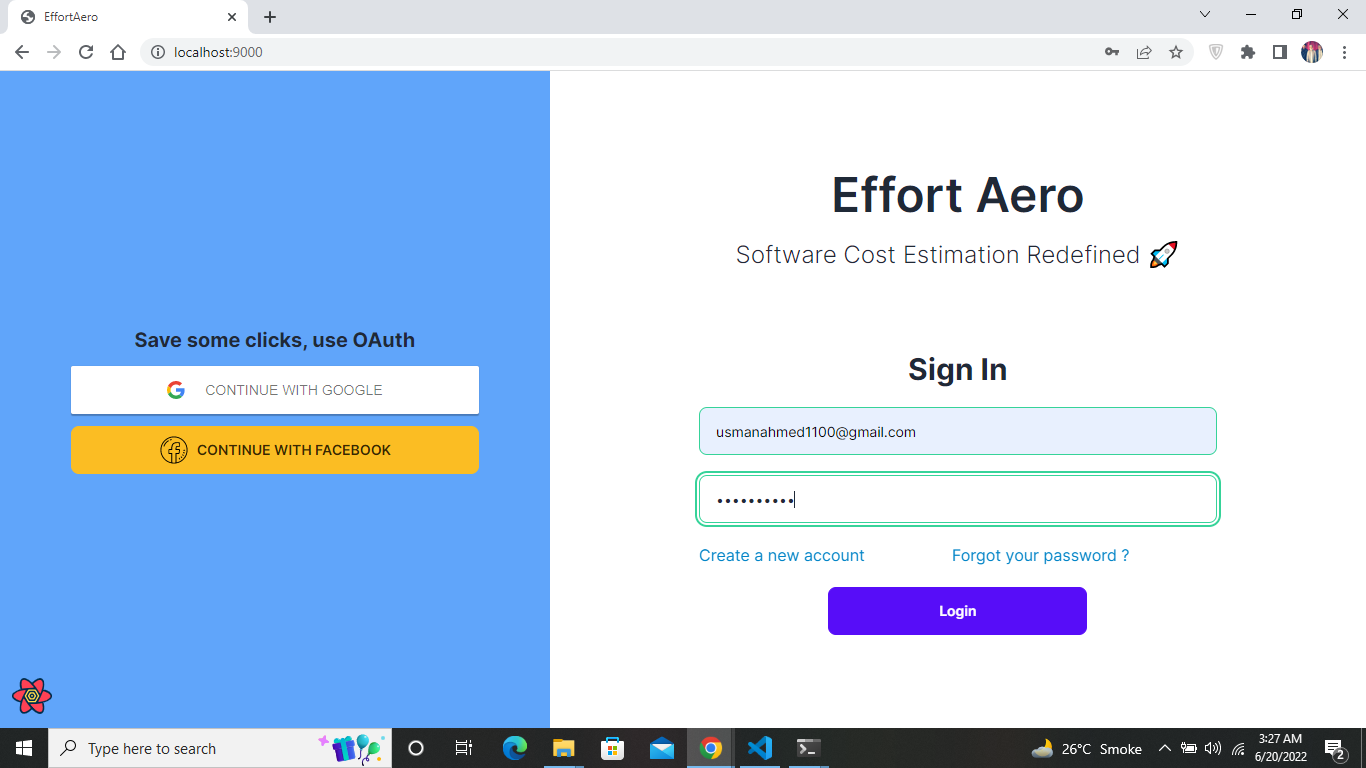 EffortAero
localhost:9000
Effort Aero
Software Cost Estimation Redefined 🚀
Save some clicks, use OAuth
CONTINUE WITH GOOGLE
CONTINUE WITH FACEBOOK
Sign In
usmanahmed1100@gmail.com
••••••••••
Create a new account
Forgot your password ?
Login
Type here to search
26°C Smoke
3:27 AM
6/20/2022
2